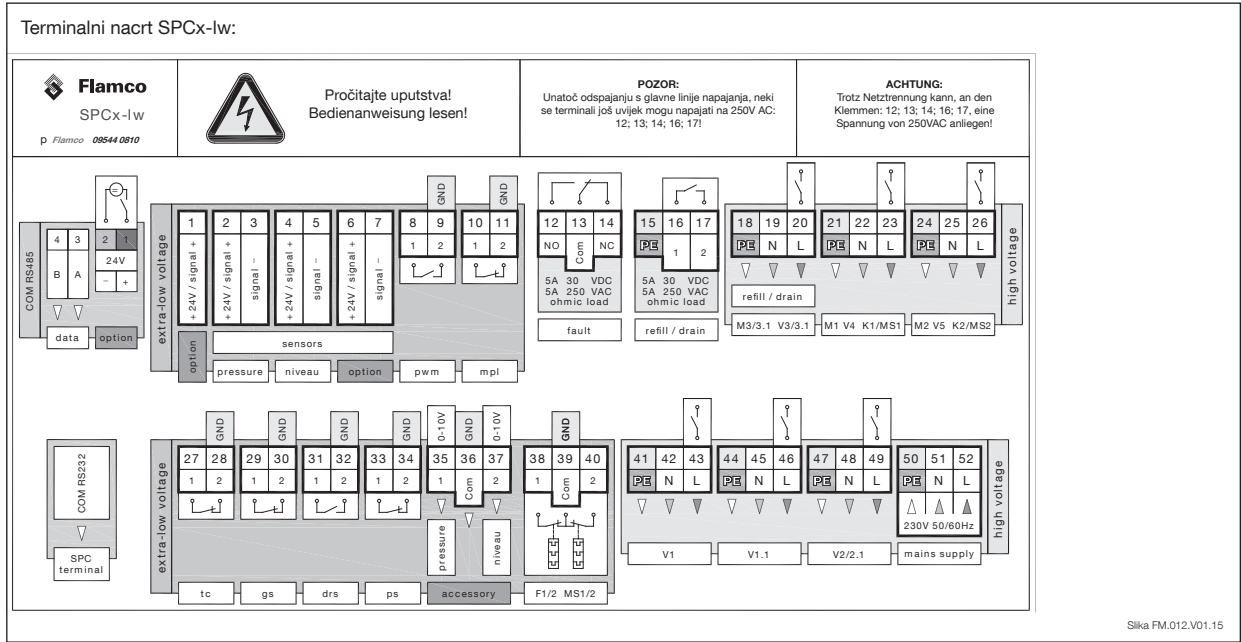 Terminalni nacrt SPCx-lw:
Flamco
SPCx-lw
p Flamco 09544 0810
Pročitajte uputstva!
Bedienanweisung lesen!
POZOR:
Unatoč odspajanju s glavne linije napajanja, neki
se terminali još uvijek mogu napajati na 250V AC:
12; 13; 14; 16; 17!
ACHTUNG:
Trotz Netztrennung kann, an den
Klemmen: 12; 13; 14; 16; 17, eine
Spannung von 250VAC anliegen!
COM RS485
4 3 2 1
B A 24V
− +
data option
extra-low voltage
GND GND
1 2 3 4 5 6 7 8 9 10 11
+ 24V / signal + + 24V / signal + signal − + 24V / signal + signal − + 24V / signal + signal − 1 2 1 2
option sensors
pressure niveau option pwm mpl
12 13 14 15 16 17 18 19 20 21 22 23 24 25 26
NO Com NC PE 1 2 PE N L PE N L PE N L
5A 30 VDC 5A 30 VDC
5A 250 VAC 5A 250 VAC
ohmic load ohmic load
refill / drain
fault refill / drain M3/3.1 V3/3.1 M1 V4 K1/MS1 M2 V5 K2/MS2
high voltage
COM RS232
SPC
terminal
extra-low voltage
GND GND GND GND 0-10V GND 0-10V GND
27 28 29 30 31 32 33 34 35 36 37 38 39 40
1 2 1 2 1 2 1 2 1 Com 2 1 Com 2
pressure niveau
tc gs drs ps accessory F1/2 MS1/2
41 42 43 44 45 46 47 48 49 50 51 52
PE N L PE N L PE N L PE N L
230V 50/60Hz
V1 V1.1 V2/2.1 mains supply
high voltage
Slika FM.012.V01.15